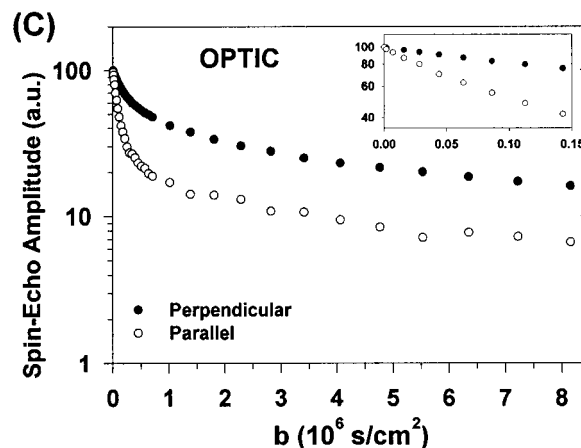 (C)
OPTIC
Spin-Echo Amplitude (a.u.)
100
10
1
100
80
60
40
0.00 0.05 0.10 0.15
Perpendicular
Parallel
0 1 2 3 4 5 6 7 8
b (10⁶ s/cm²)